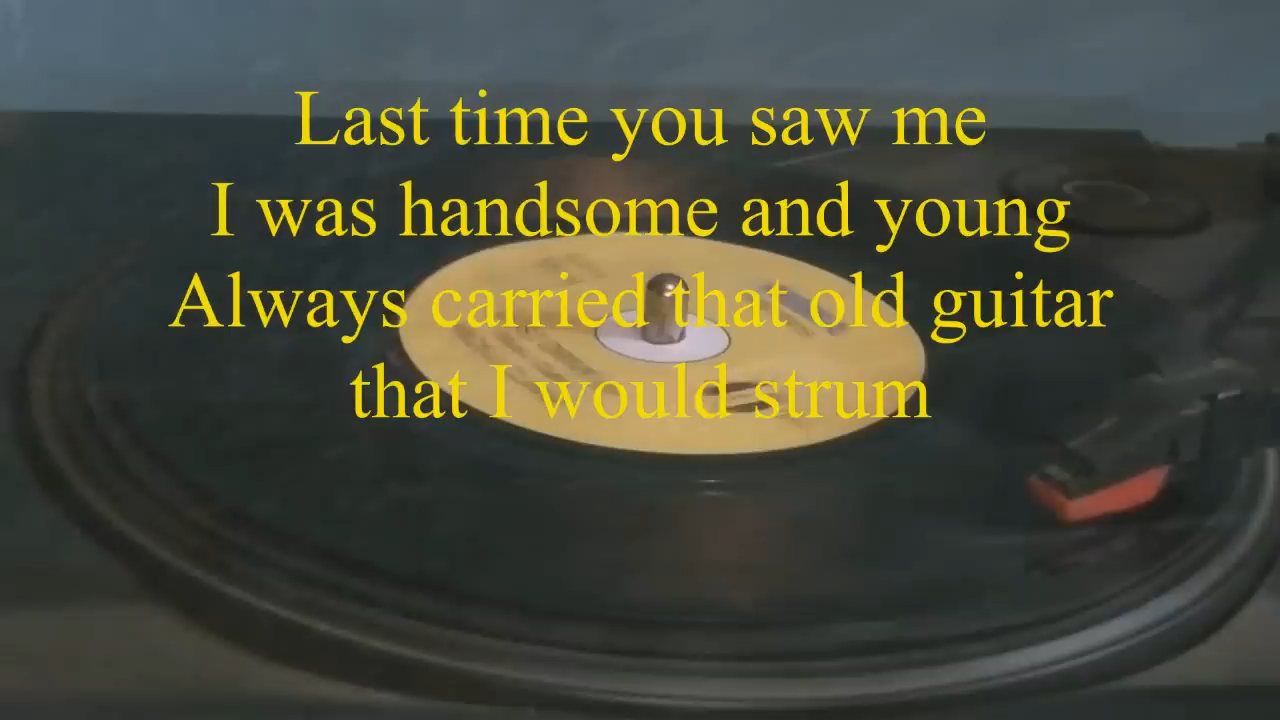 Last time you saw me
I was handsome and young
Always carried that old guitar
that I would strum